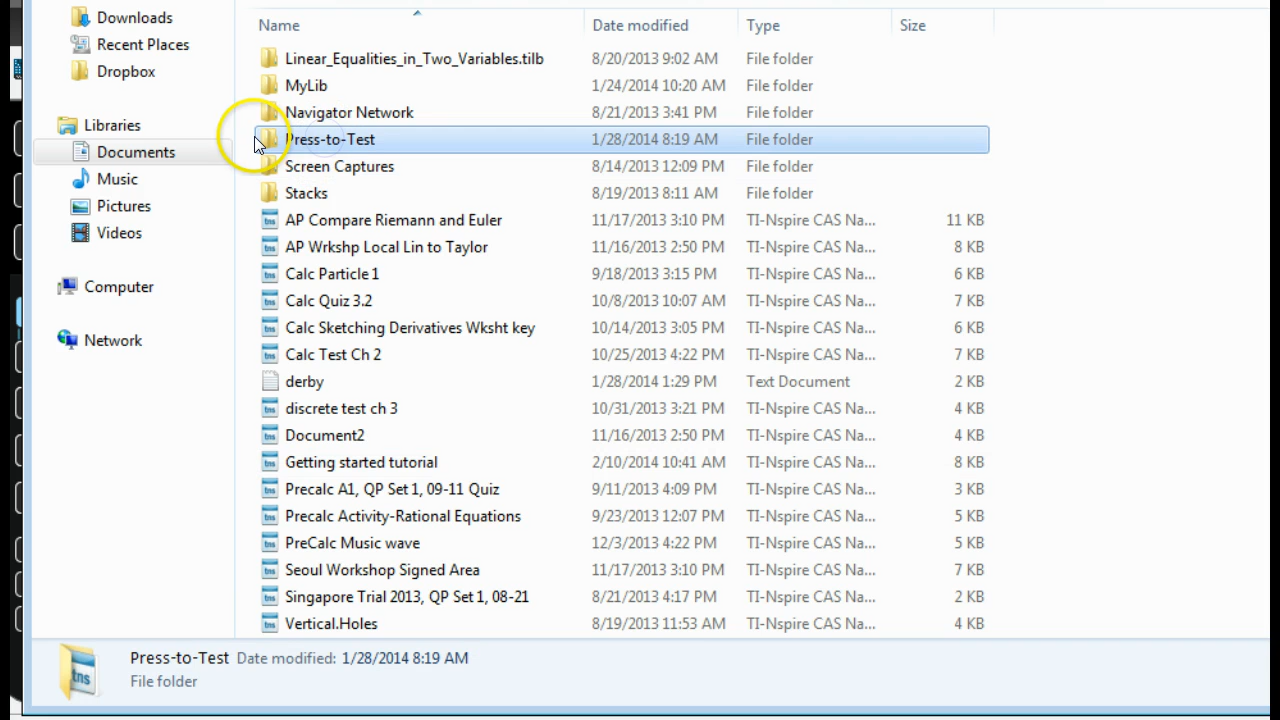 Downloads
Recent Places
Dropbox
Libraries
Documents
Music
Pictures
Videos
Computer
Network
Name Date modified Type Size
Linear_Equalities_in_Two_Variables.tilb 8/20/2013 9:02 AM File folder
MyLib 1/24/2014 10:20 AM File folder
Navigator Network 8/21/2013 3:41 PM File folder
Press-to-Test 1/28/2014 8:19 AM File folder
Screen Captures 8/14/2013 12:09 PM File folder
Stacks 8/19/2013 8:11 AM File folder
tns AP Compare Riemann and Euler 11/17/2013 3:10 PM TI-Nspire CAS Na... 11 KB
tns AP Wrkshp Local Lin to Taylor 11/16/2013 2:50 PM TI-Nspire CAS Na... 8 KB
tns Calc Particle 1 9/18/2013 3:15 PM TI-Nspire CAS Na... 6 KB
tns Calc Quiz 3.2 10/8/2013 10:07 AM TI-Nspire CAS Na... 7 KB
tns Calc Sketching Derivatives Wksht key 10/14/2013 3:05 PM TI-Nspire CAS Na... 6 KB
tns Calc Test Ch 2 10/25/2013 4:22 PM TI-Nspire CAS Na... 7 KB
derby 1/28/2014 1:29 PM Text Document 2 KB
tns discrete test ch 3 10/31/2013 3:21 PM TI-Nspire CAS Na... 4 KB
tns Document2 11/16/2013 2:50 PM TI-Nspire CAS Na... 4 KB
tns Getting started tutorial 2/10/2014 10:41 AM TI-Nspire CAS Na... 8 KB
tns Precalc A1, QP Set 1, 09-11 Quiz 9/11/2013 4:09 PM TI-Nspire CAS Na... 3 KB
tns Precalc Activity-Rational Equations 9/23/2013 12:07 PM TI-Nspire CAS Na... 5 KB
tns PreCalc Music wave 12/3/2013 4:22 PM TI-Nspire CAS Na... 5 KB
tns Seoul Workshop Signed Area 11/17/2013 3:10 PM TI-Nspire CAS Na... 7 KB
tns Singapore Trial 2013, QP Set 1, 08-21 8/21/2013 4:17 PM TI-Nspire CAS Na... 2 KB
tns Vertical.Holes 8/19/2013 11:53 AM TI-Nspire CAS Na... 4 KB
tns Press-to-Test Date modified: 1/28/2014 8:19 AM
File folder